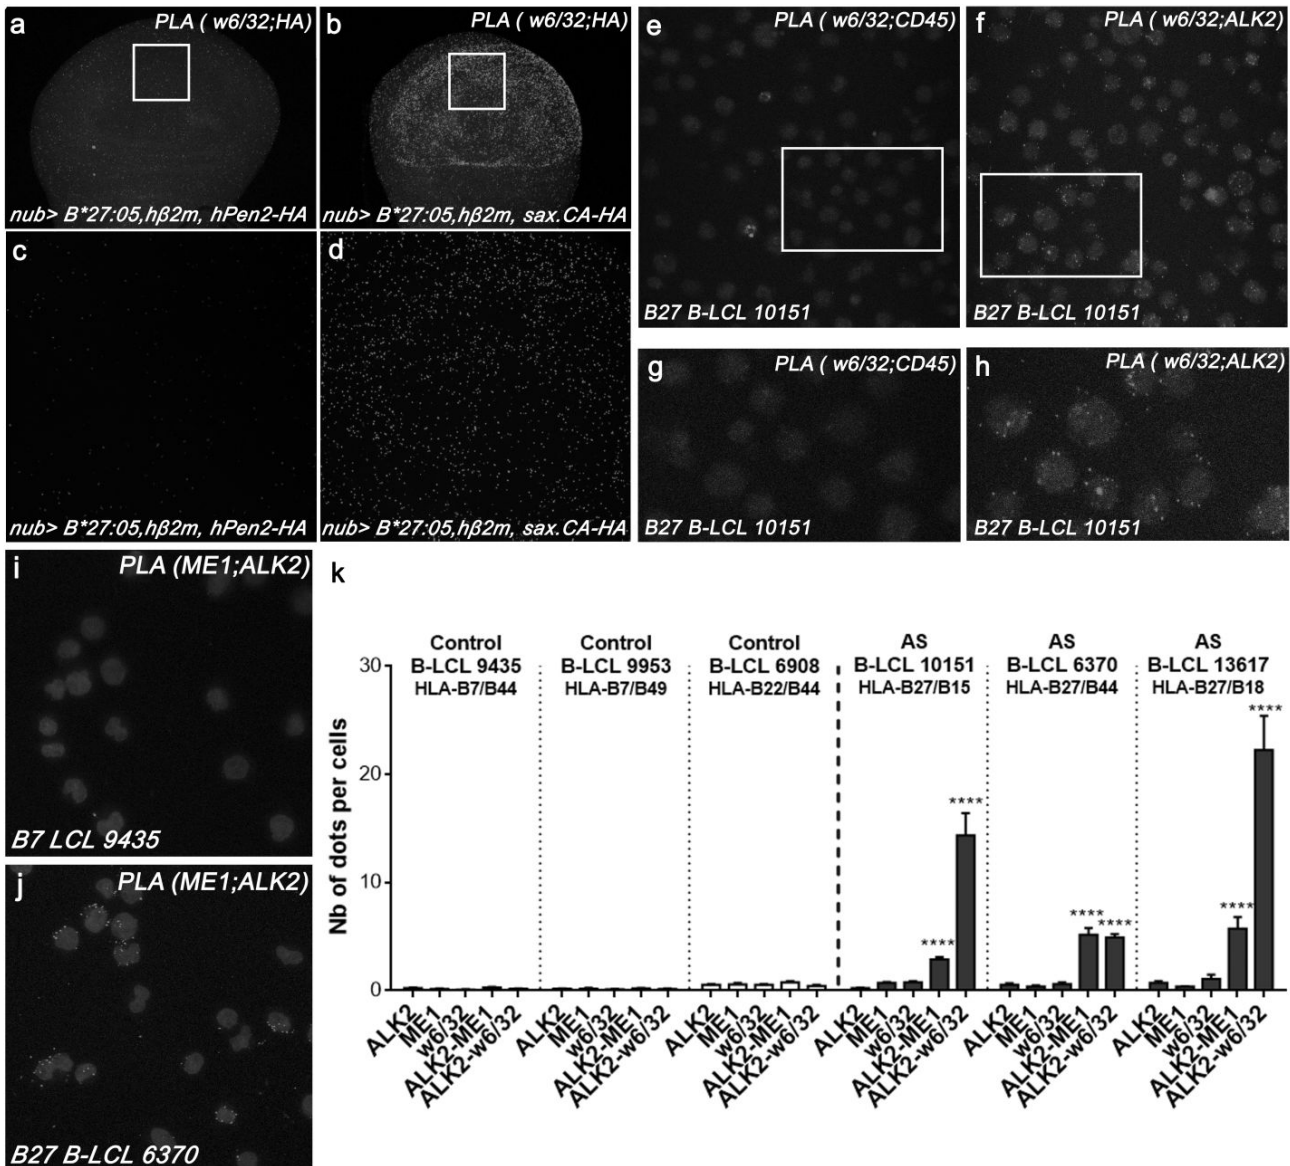 a
PLA ( w6/32;HA)
nub> B*27:05,hβ2m, hPen2-HA
b
PLA ( w6/32;HA)
nub> B*27:05,hβ2m, sax.CA-HA
c
nub> B*27:05,hβ2m, hPen2-HA
d
nub> B*27:05,hβ2m, sax.CA-HA
e
PLA ( w6/32;CD45)
B27 B-LCL 10151
f
PLA ( w6/32;ALK2)
B27 B-LCL 10151
g
PLA ( w6/32;CD45)
B27 B-LCL 10151
h
PLA ( w6/32;ALK2)
B27 B-LCL 10151
i
PLA (ME1;ALK2)
B7 LCL 9435
j
PLA (ME1;ALK2)
B27 B-LCL 6370
k
Nb of dots per cells
30
20
10
0
Control
B-LCL 9435
HLA-B7/B44
Control
B-LCL 9953
HLA-B7/B49
Control
B-LCL 6908
HLA-B22/B44
AS
B-LCL 10151
HLA-B27/B15
AS
B-LCL 6370
HLA-B27/B44
AS
B-LCL 13617
HLA-B27/B18
****
****
****
****
****
****
ALK2
ME1
w6/32
ALK2-ME1
ALK2-w6/32
ALK2
ME1
w6/32
ALK2-ME1
ALK2-w6/32
ALK2
ME1
w6/32
ALK2-ME1
ALK2-w6/32
ALK2
ME1
w6/32
ALK2-ME1
ALK2-w6/32
ALK2
ME1
w6/32
ALK2-ME1
ALK2-w6/32
ALK2
ME1
w6/32
ALK2-ME1
ALK2-w6/32